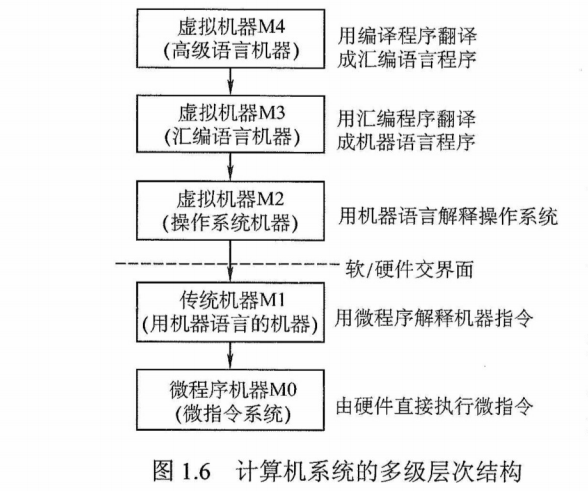 虚拟机器M4
(高级语言机器)
用编译程序翻译
成汇编语言程序
虚拟机器M3
(汇编语言机器)
用汇编程序翻译
成机器语言程序
虚拟机器M2
(操作系统机器)
用机器语言解释操作系统
软/硬件交界面
传统机器M1
(用机器语言的机器)
用微程序解释机器指令
微程序机器M0
(微指令系统)
由硬件直接执行微指令
图 1.6 计算机系统的多级层次结构